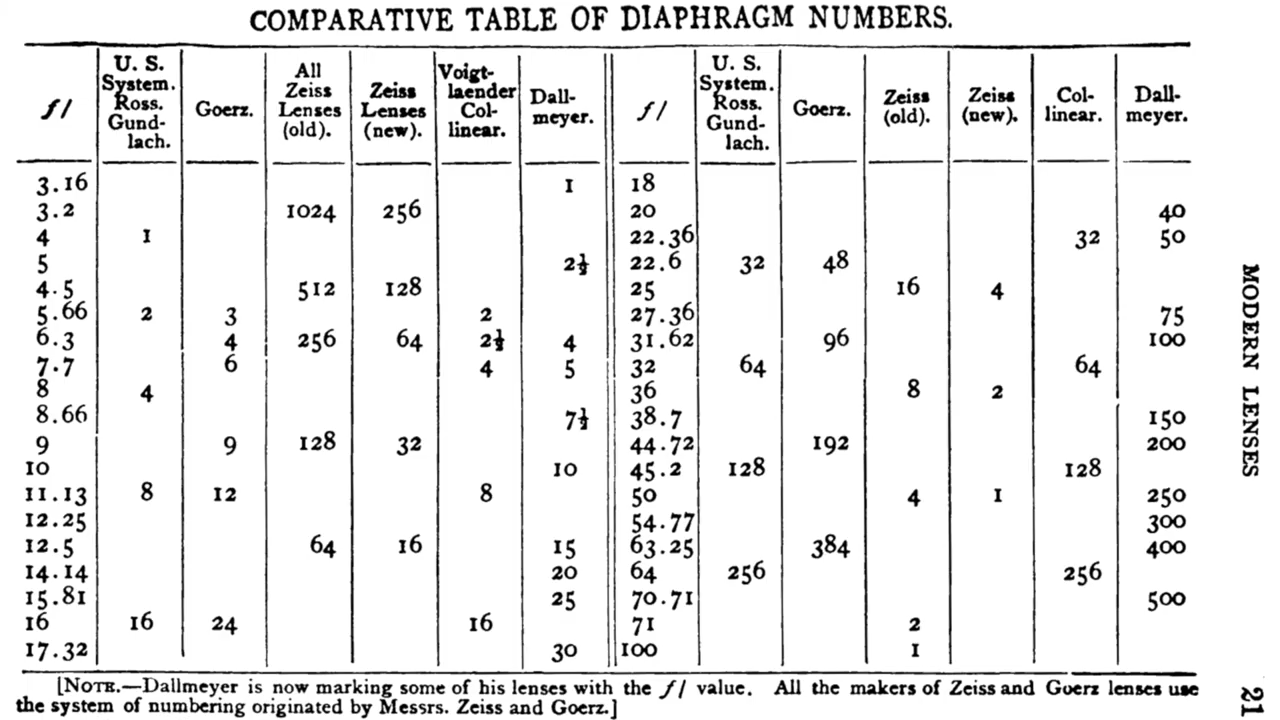 COMPARATIVE TABLE OF DIAPHRAGM NUMBERS.
f/ | U. S. System. Ross. Gund-lach. | Goerz. | All Zeiss Lenses (old). | Zeiss Lenses (new). | Voigt-laender Col-linear. | Dall-meyer. | f/ | U. S. System. Ross. Gund-lach. | Goerz. | Zeiss (old). | Zeiss (new). | Col-linear. | Dall-meyer.
3.16 | | | | | | 1 | 18 | | | | | |
3.2 | | | 1024 | 256 | | | 20 | | | | | | 40
4 | 1 | | | | | | 22.36 | | | | | 32 | 50
5 | | | | | | 2½ | 22.6 | 32 | 48 | | | |
4.5 | | | 512 | 128 | | | 25 | | | 16 | 4 | |
5.66 | 2 | 3 | | | 2 | | 27.36 | | | | | | 75
6.3 | | 4 | 256 | 64 | 2½ | 4 | 31.62 | | 96 | | | | 100
7.7 | | 6 | | | 4 | 5 | 32 | 64 | | | | 64 |
8 | 4 | | | | | | 36 | | | 8 | 2 | |
8.66 | | | | | | 7½ | 38.7 | | | | | | 150
9 | | 9 | 128 | 32 | | | 44.72 | | 192 | | | | 200
10 | | | | | | 10 | 45.2 | 128 | | | | 128 |
11.13 | 8 | 12 | | | 8 | | 50 | | | 4 | 1 | | 250
12.25 | | | | | | | 54.77 | | | | | | 300
12.5 | | | 64 | 16 | | 15 | 63.25 | | 384 | | | | 400
14.14 | | | | | | 20 | 64 | 256 | | | | 256 |
15.81 | | | | | | 25 | 70.71 | | | | | | 500
16 | 16 | 24 | | | 16 | | 71 | | | 2 | | |
17.32 | | | | | | 30 | 100 | | | 1 | | |
[NOTE.—Dallmeyer is now marking some of his lenses with the f/ value. All the makers of Zeiss and Goerz lenses use
the system of numbering originated by Messrs. Zeiss and Goerz.]
MODERN LENSES
21